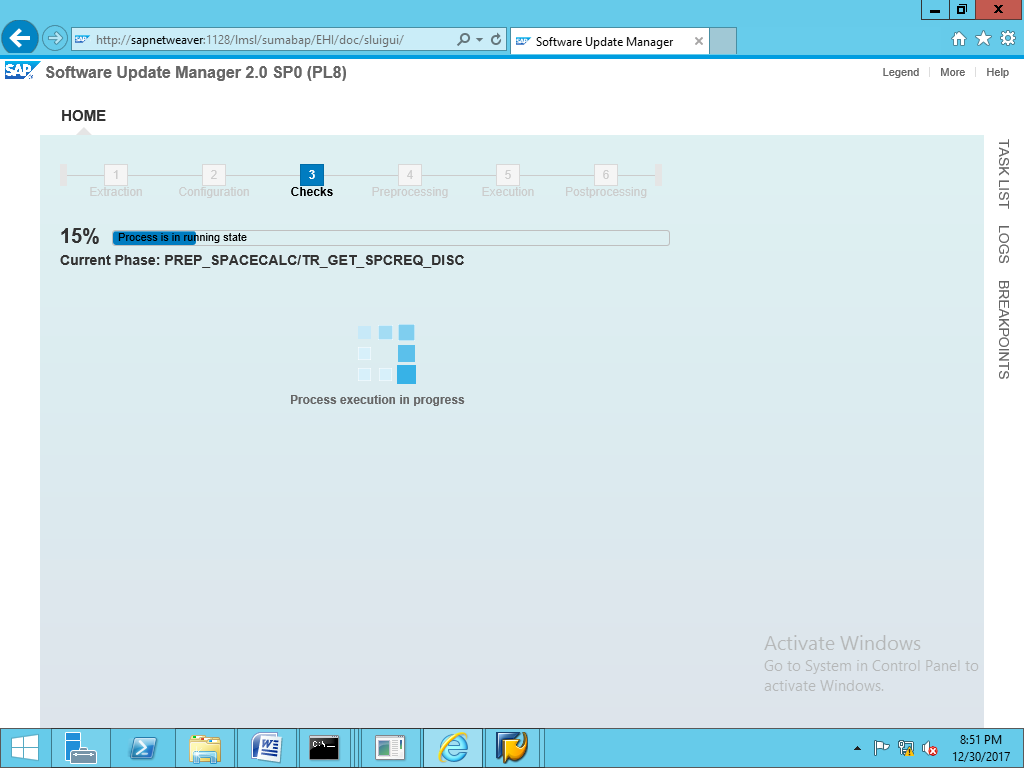 http://sapnetweaver:1128/lmsl/sumabap/EHI/doc/sluigui/
Software Update Manager
SAP Software Update Manager 2.0 SP0 (PL8)
Legend More Help
HOME
1 2 3 4 5 6
Extraction Configuration Checks Preprocessing Execution Postprocessing
15% Process is in running state
Current Phase: PREP_SPACECALC/TR_GET_SPCREQ_DISC
Process execution in progress
TASK LIST
LOGS
BREAKPOINTS
Activate Windows
Go to System in Control Panel to
activate Windows.
8:51 PM
12/30/2017